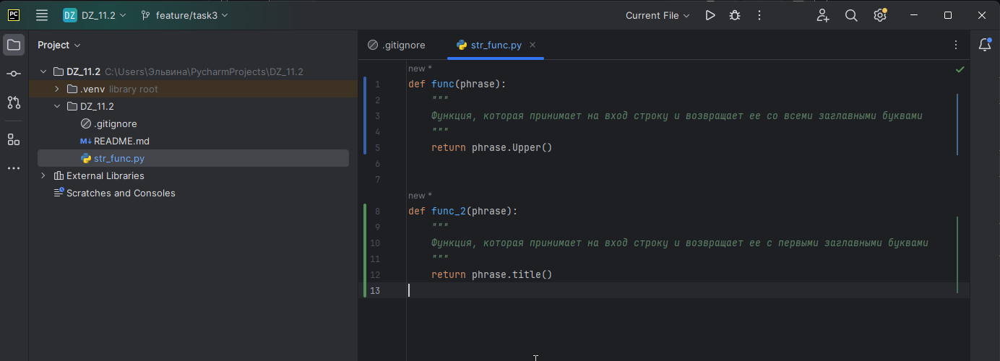 PC
DZ DZ_11.2 feature/task3 Current File
Project
.gitignore str_func.py
DZ_11.2 C:\Users\Эльвина\PycharmProjects\DZ_11.2
.venv library root
DZ_11.2
.gitignore
M↓ README.md
str_func.py
External Libraries
Scratches and Consoles
new *
1 def func(phrase):
2 """
3 Функция, которая принимает на вход строку и возвращает ее со всеми заглавными буквами
4 """
5 return phrase.Upper()
6
7
new *
8 def func_2(phrase):
9 """
10 Функция, которая принимает на вход строку и возвращает ее с первыми заглавный буквами
11 """
12 return phrase.title()
13